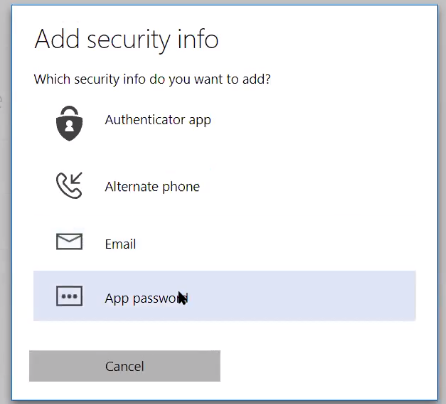 Add security info
Which security info do you want to add?
Authenticator app
Alternate phone
Email
App password
Cancel